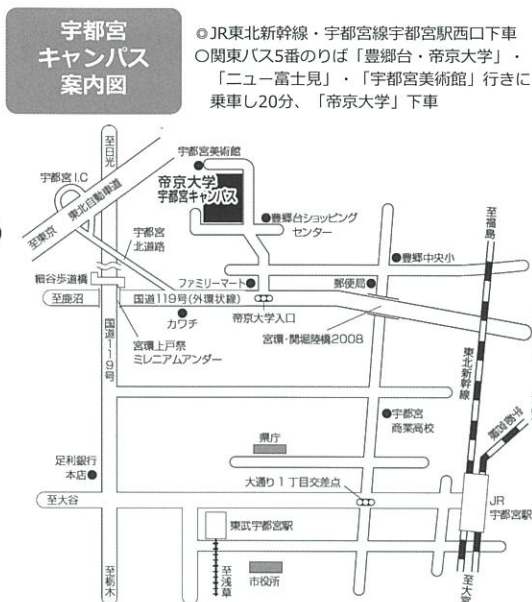 宇都宮
キャンパス
案内図
◎JR東北新幹線・宇都宮線宇都宮駅西口下車
○関東バス5番のりば「豊郷台・帝京大学」・
「ニュー富士見」・「宇都宮美術館」行きに
乗車し20分、「帝京大学」下車
至日光
宇都宮I.C
東北自動車道
至東京
宇都宮美術館
帝京大学
宇都宮キャンパス
豊郷台ショッピング
センター
宇都宮
北道路
至福島
豊郷中央小
細谷歩道橋
ファミリーマート
郵便局
至鹿沼
国道119号(外環状線)
カワチ
帝京大学入口
宮環・関堀陸橋2008
宮環上戸祭
ミレニアムアンダー
国道119号
東北新幹線
宇都宮線
宇都宮
商業高校
県庁
足利銀行
本店
大通り1丁目交差点
至大谷
JR
宇都宮駅
東武宇都宮駅
至栃木
至浅草
市役所
至大宮